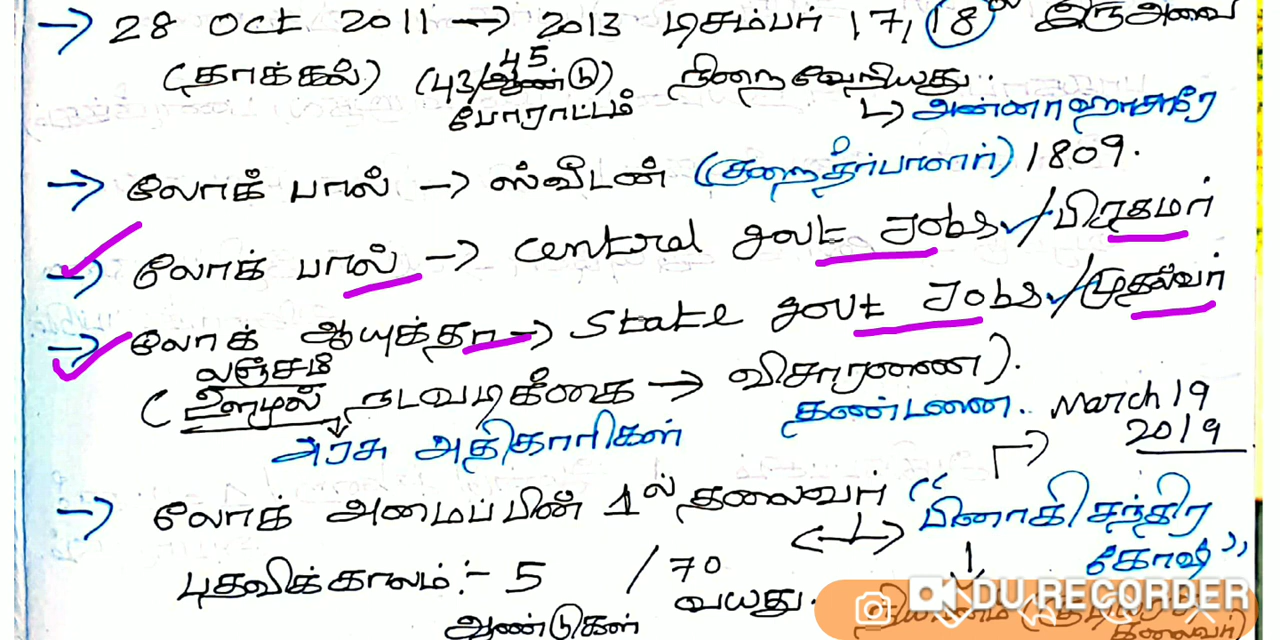 → 28 Oct 2011 → 2013 டிசம்பர் 17, 18 இருஅவை
(தாக்கல்) (43/45 ஆண்டு) நிறைவேறியது.
போராட்டம் ↳ அன்னாஹசாரே
→ லோக் பால் → ஸ்வீடன் (குறைதீர்பாளர்) 1809.
→ லோக் பால் → Central govt Jobs ✓ / பிரதமர்
→ லோக் ஆயுக்தா → State govt Jobs ✓ / முதல்வர்
லஞ்சம்
( ஊழல் நடவடிக்கை → விசாரணை).
அரசு அதிகாரிகள் கண்டனை. March 19
2019
→ லோக் அமைப்பின் 1ல் தலைவர் "பினாகி சந்திர
கோஷ்"
பதவிக்காலம்:- 5 / 70
ஆண்டுகள் வயது.
DU RECORDER